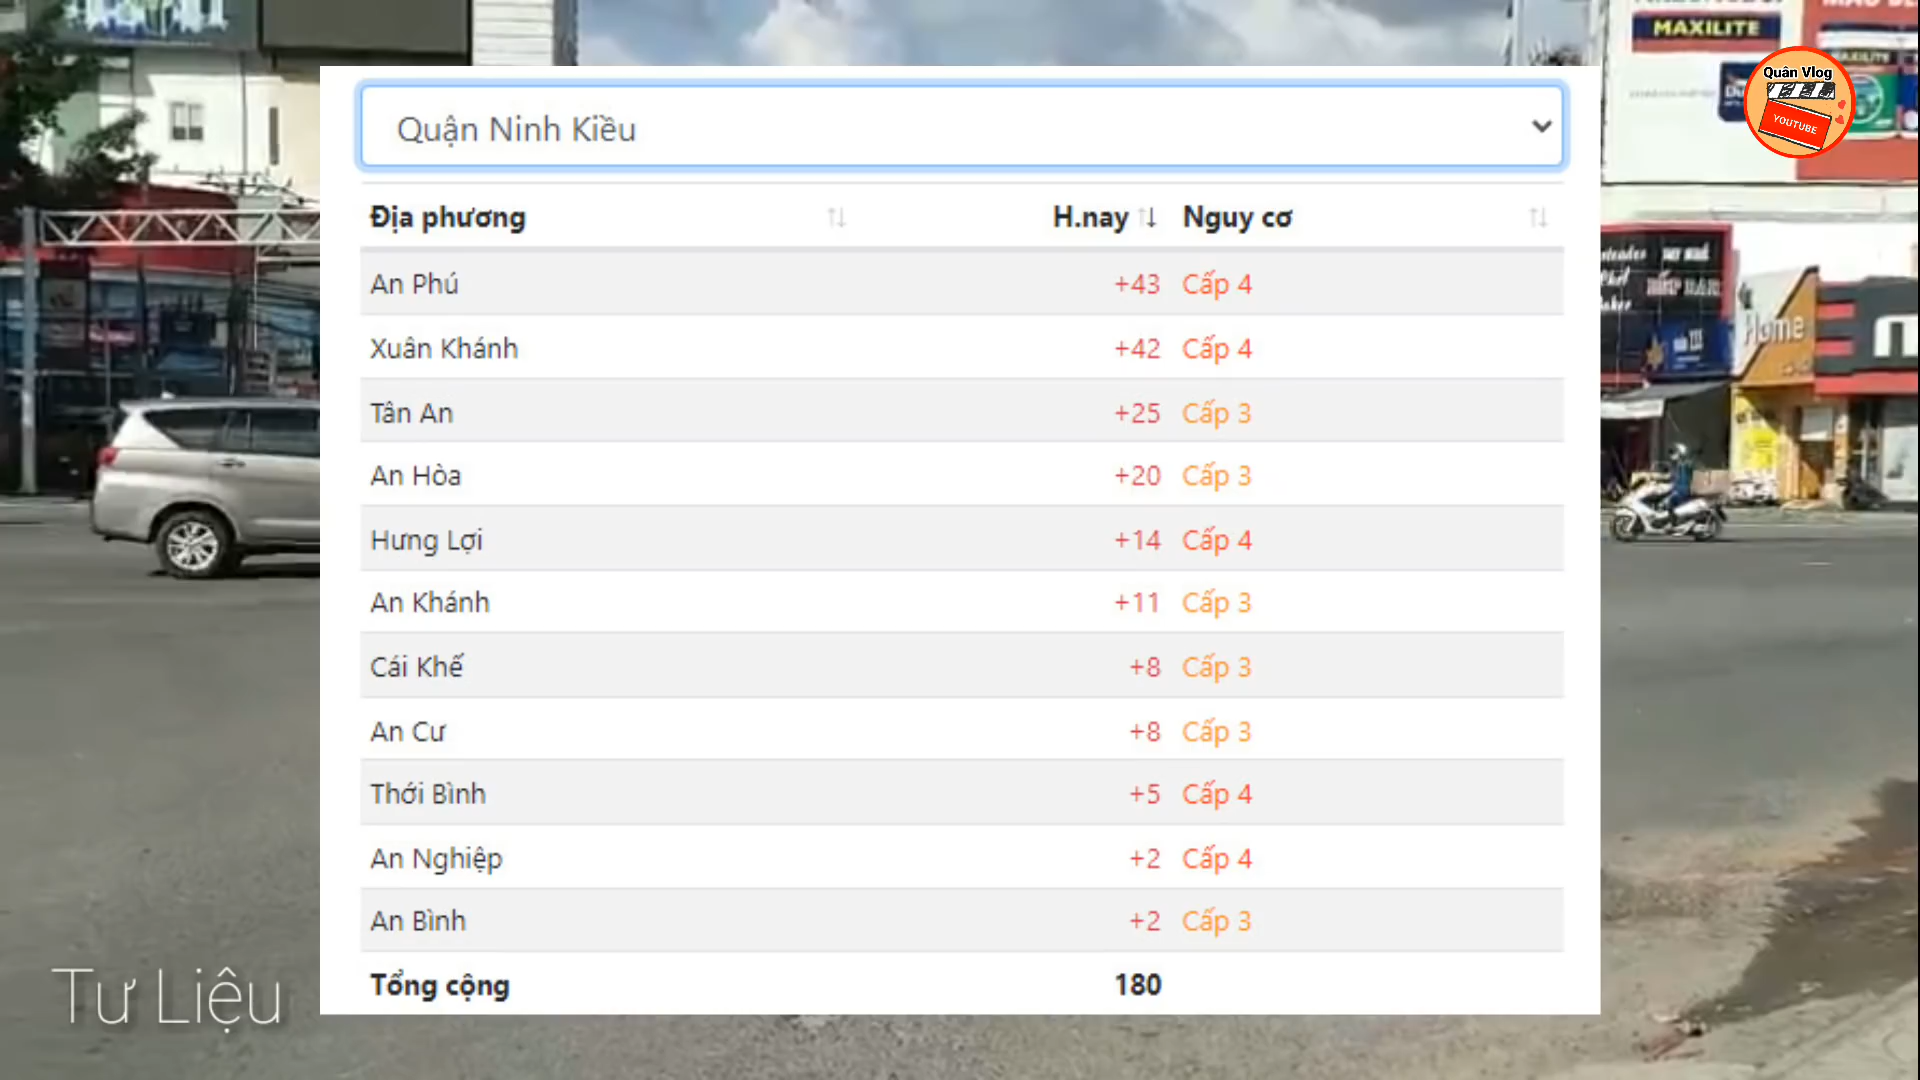 MAXILITE
Quân Vlog
YOUTUBE
Quận Ninh Kiều
Địa phương H.nay Nguy cơ
An Phú +43 Cấp 4
Xuân Khánh +42 Cấp 4
Tân An +25 Cấp 3
An Hòa +20 Cấp 3
Hưng Lợi +14 Cấp 4
An Khánh +11 Cấp 3
Cái Khế +8 Cấp 3
An Cư +8 Cấp 3
Thới Bình +5 Cấp 4
An Nghiệp +2 Cấp 4
An Bình +2 Cấp 3
Tổng cộng 180
Home
Tư Liệu